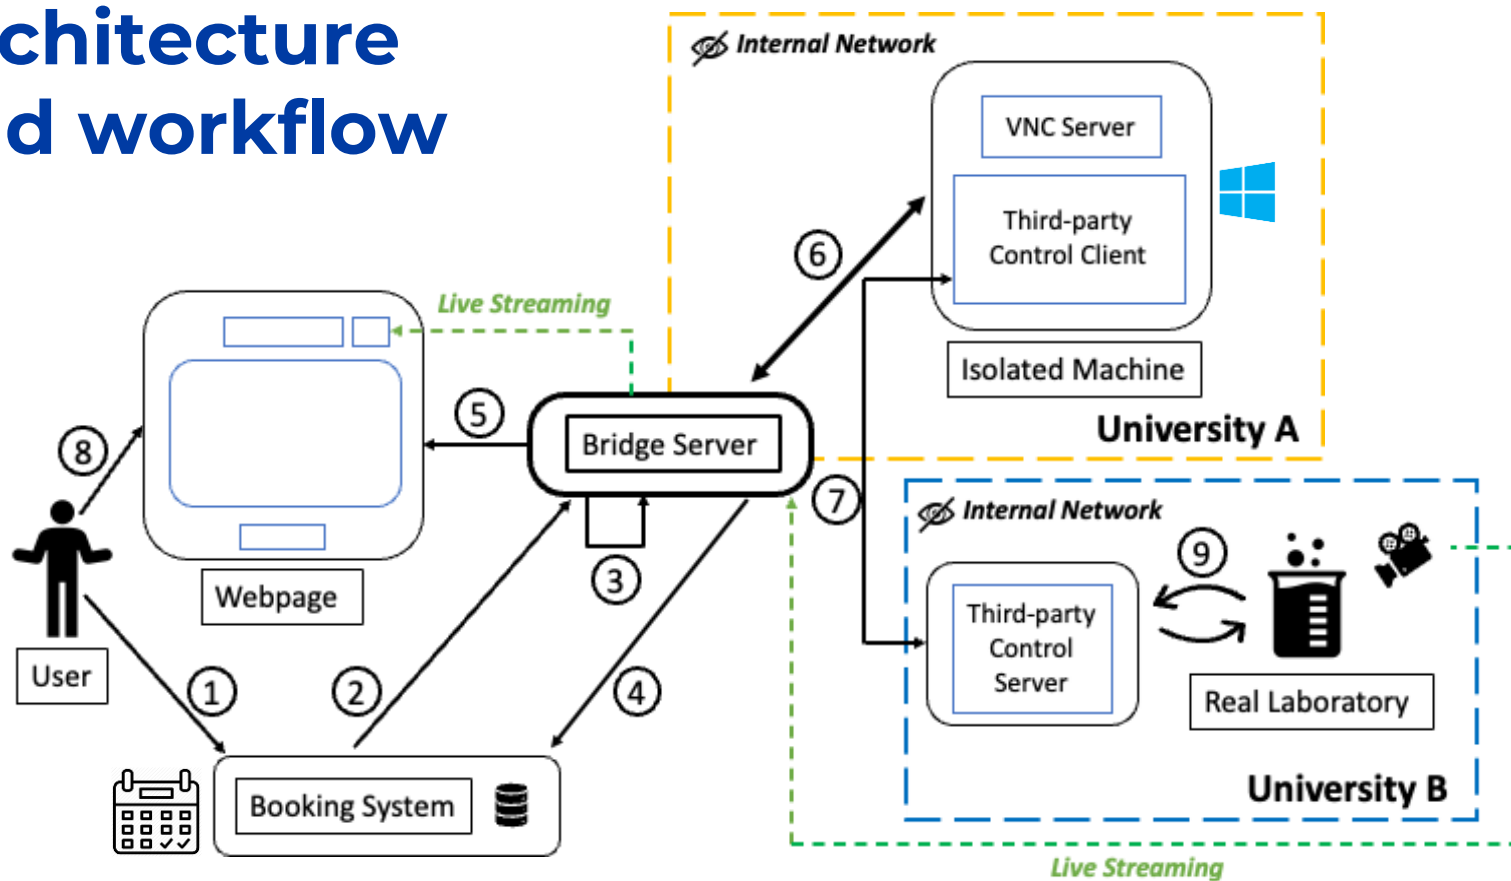 chitecture
d workflow
Internal Network
VNC Server
Third-party
Control Client
6
Live Streaming
Isolated Machine
University A
5
Bridge Server
8
7
Internal Network
3
9
Webpage
Third-party
Control
Server
User
1
2
4
Real Laboratory
Booking System
University B
Live Streaming